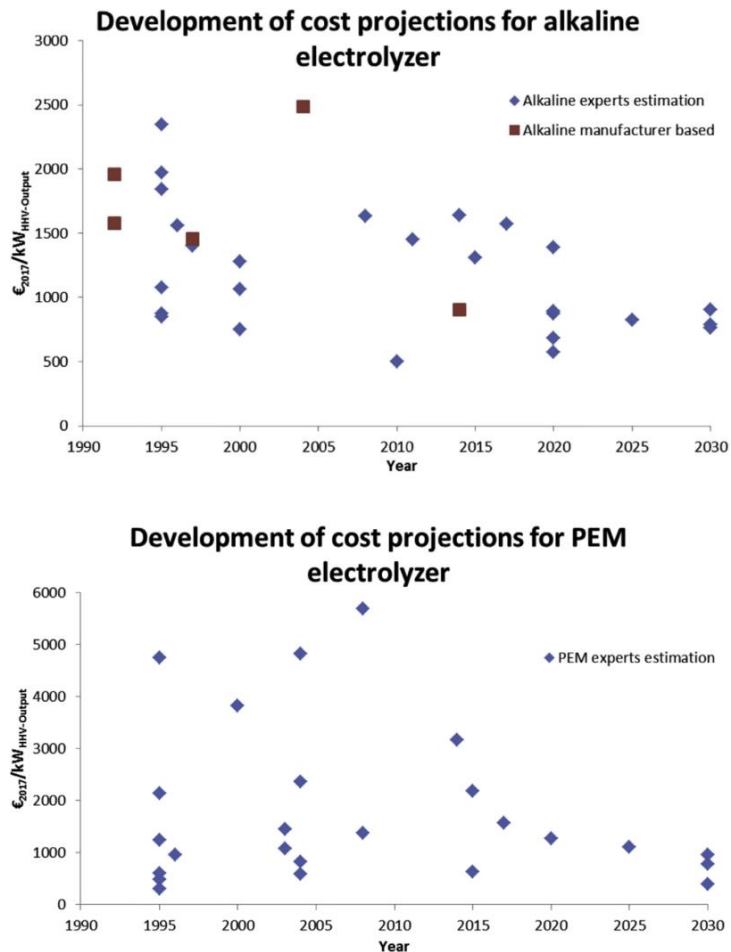 Development of cost projections for alkaline
electrolyzer
3000
2500
2000
1500
1000
500
0
€2017/kWHHV-Output
Alkaline experts estimation
Alkaline manufacturer based
1990 1995 2000 2005 2010 2015 2020 2025 2030
Year
Development of cost projections for PEM
electrolyzer
6000
5000
4000
3000
2000
1000
0
€2017/kWHHV-Output
PEM experts estimation
1990 1995 2000 2005 2010 2015 2020 2025 2030
Year